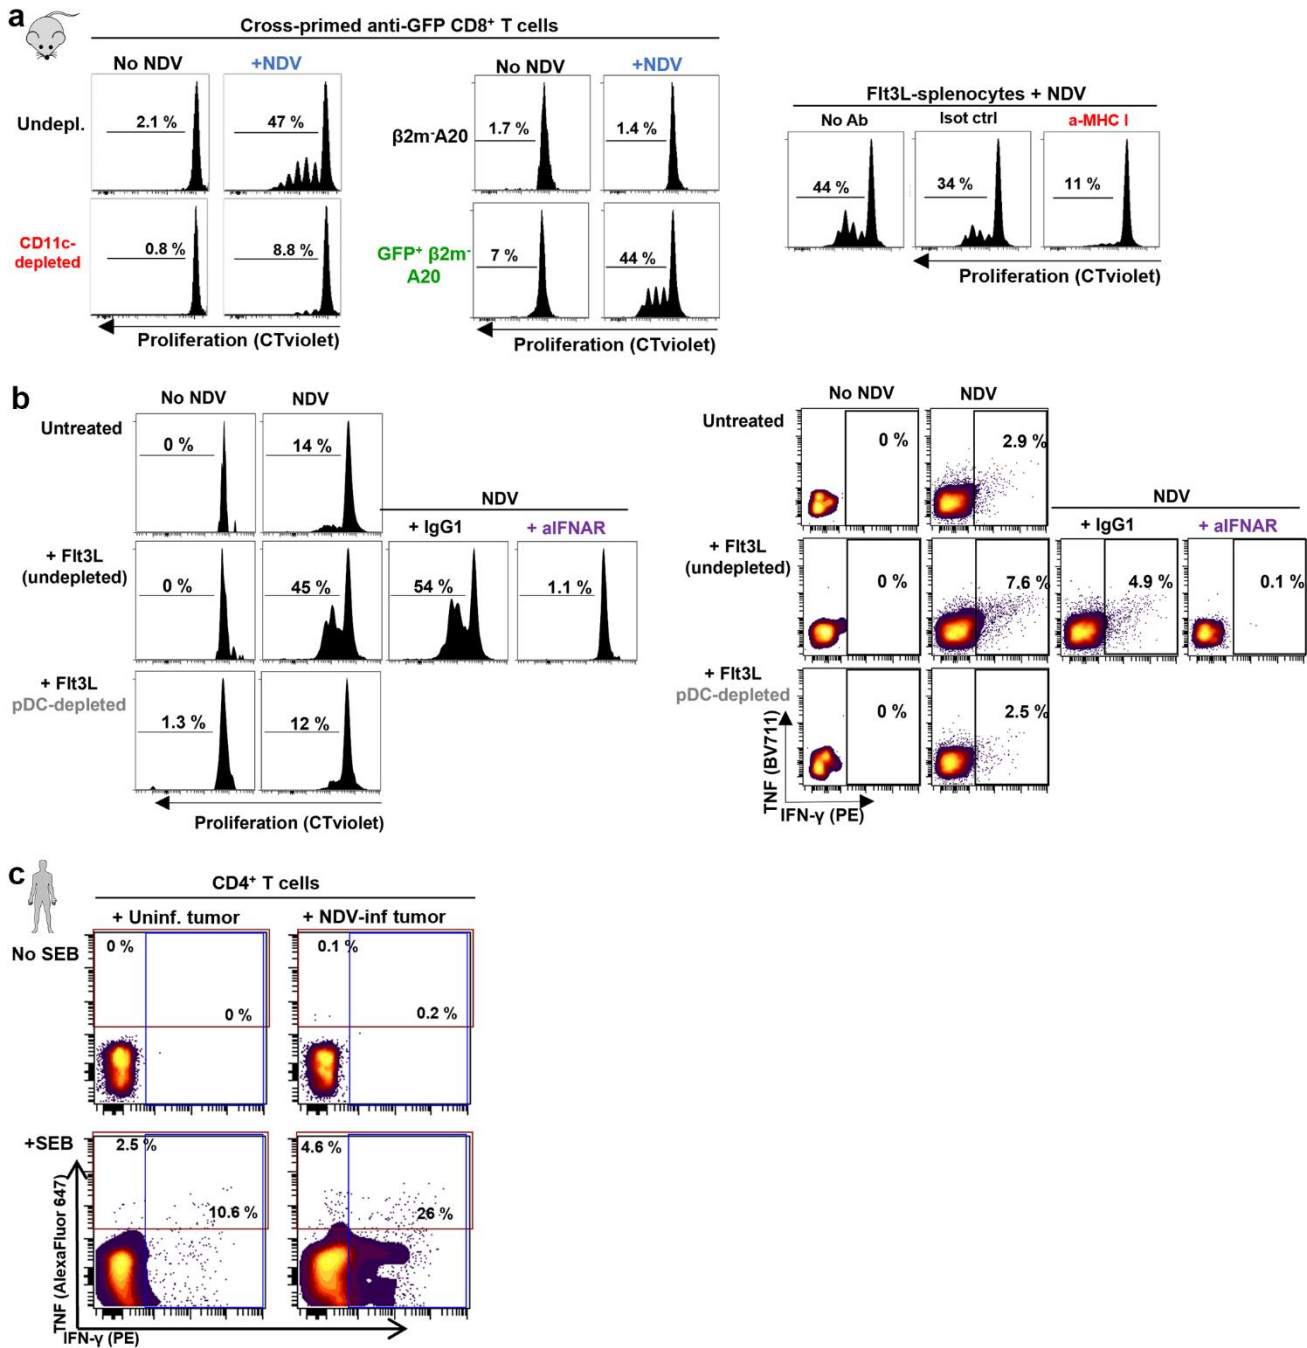 a
Cross-primed anti-GFP CD8⁺ T cells
No NDV
+NDV
No NDV
+NDV
Flt3L-splenocytes + NDV
No Ab
Isot ctrl
a-MHC I
Undepl.
2.1 %
47 %
β2m⁻A20
1.7 %
1.4 %
44 %
34 %
11 %
CD11c-
depleted
0.8 %
8.8 %
GFP⁺ β2m⁻
A20
7 %
44 %
Proliferation (CTviolet)
Proliferation (CTviolet)
Proliferation (CTviolet)
b
No NDV
NDV
Untreated
0 %
14 %
NDV
+ IgG1
+ aIFNAR
+ Flt3L
(undepleted)
0 %
45 %
54 %
1.1 %
+ Flt3L
pDC-depleted
1.3 %
12 %
Proliferation (CTviolet)
No NDV
NDV
Untreated
0 %
2.9 %
NDV
+ IgG1
+ aIFNAR
+ Flt3L
(undepleted)
0 %
7.6 %
4.9 %
0.1 %
+ Flt3L
pDC-depleted
0 %
2.5 %
TNF (BV711)
IFN-γ (PE)
c
CD4⁺ T cells
+ Uninf. tumor
+ NDV-inf tumor
No SEB
0 %
0 %
0.1 %
0.2 %
+SEB
2.5 %
10.6 %
4.6 %
26 %
TNF (AlexaFluor 647)
IFN-γ (PE)